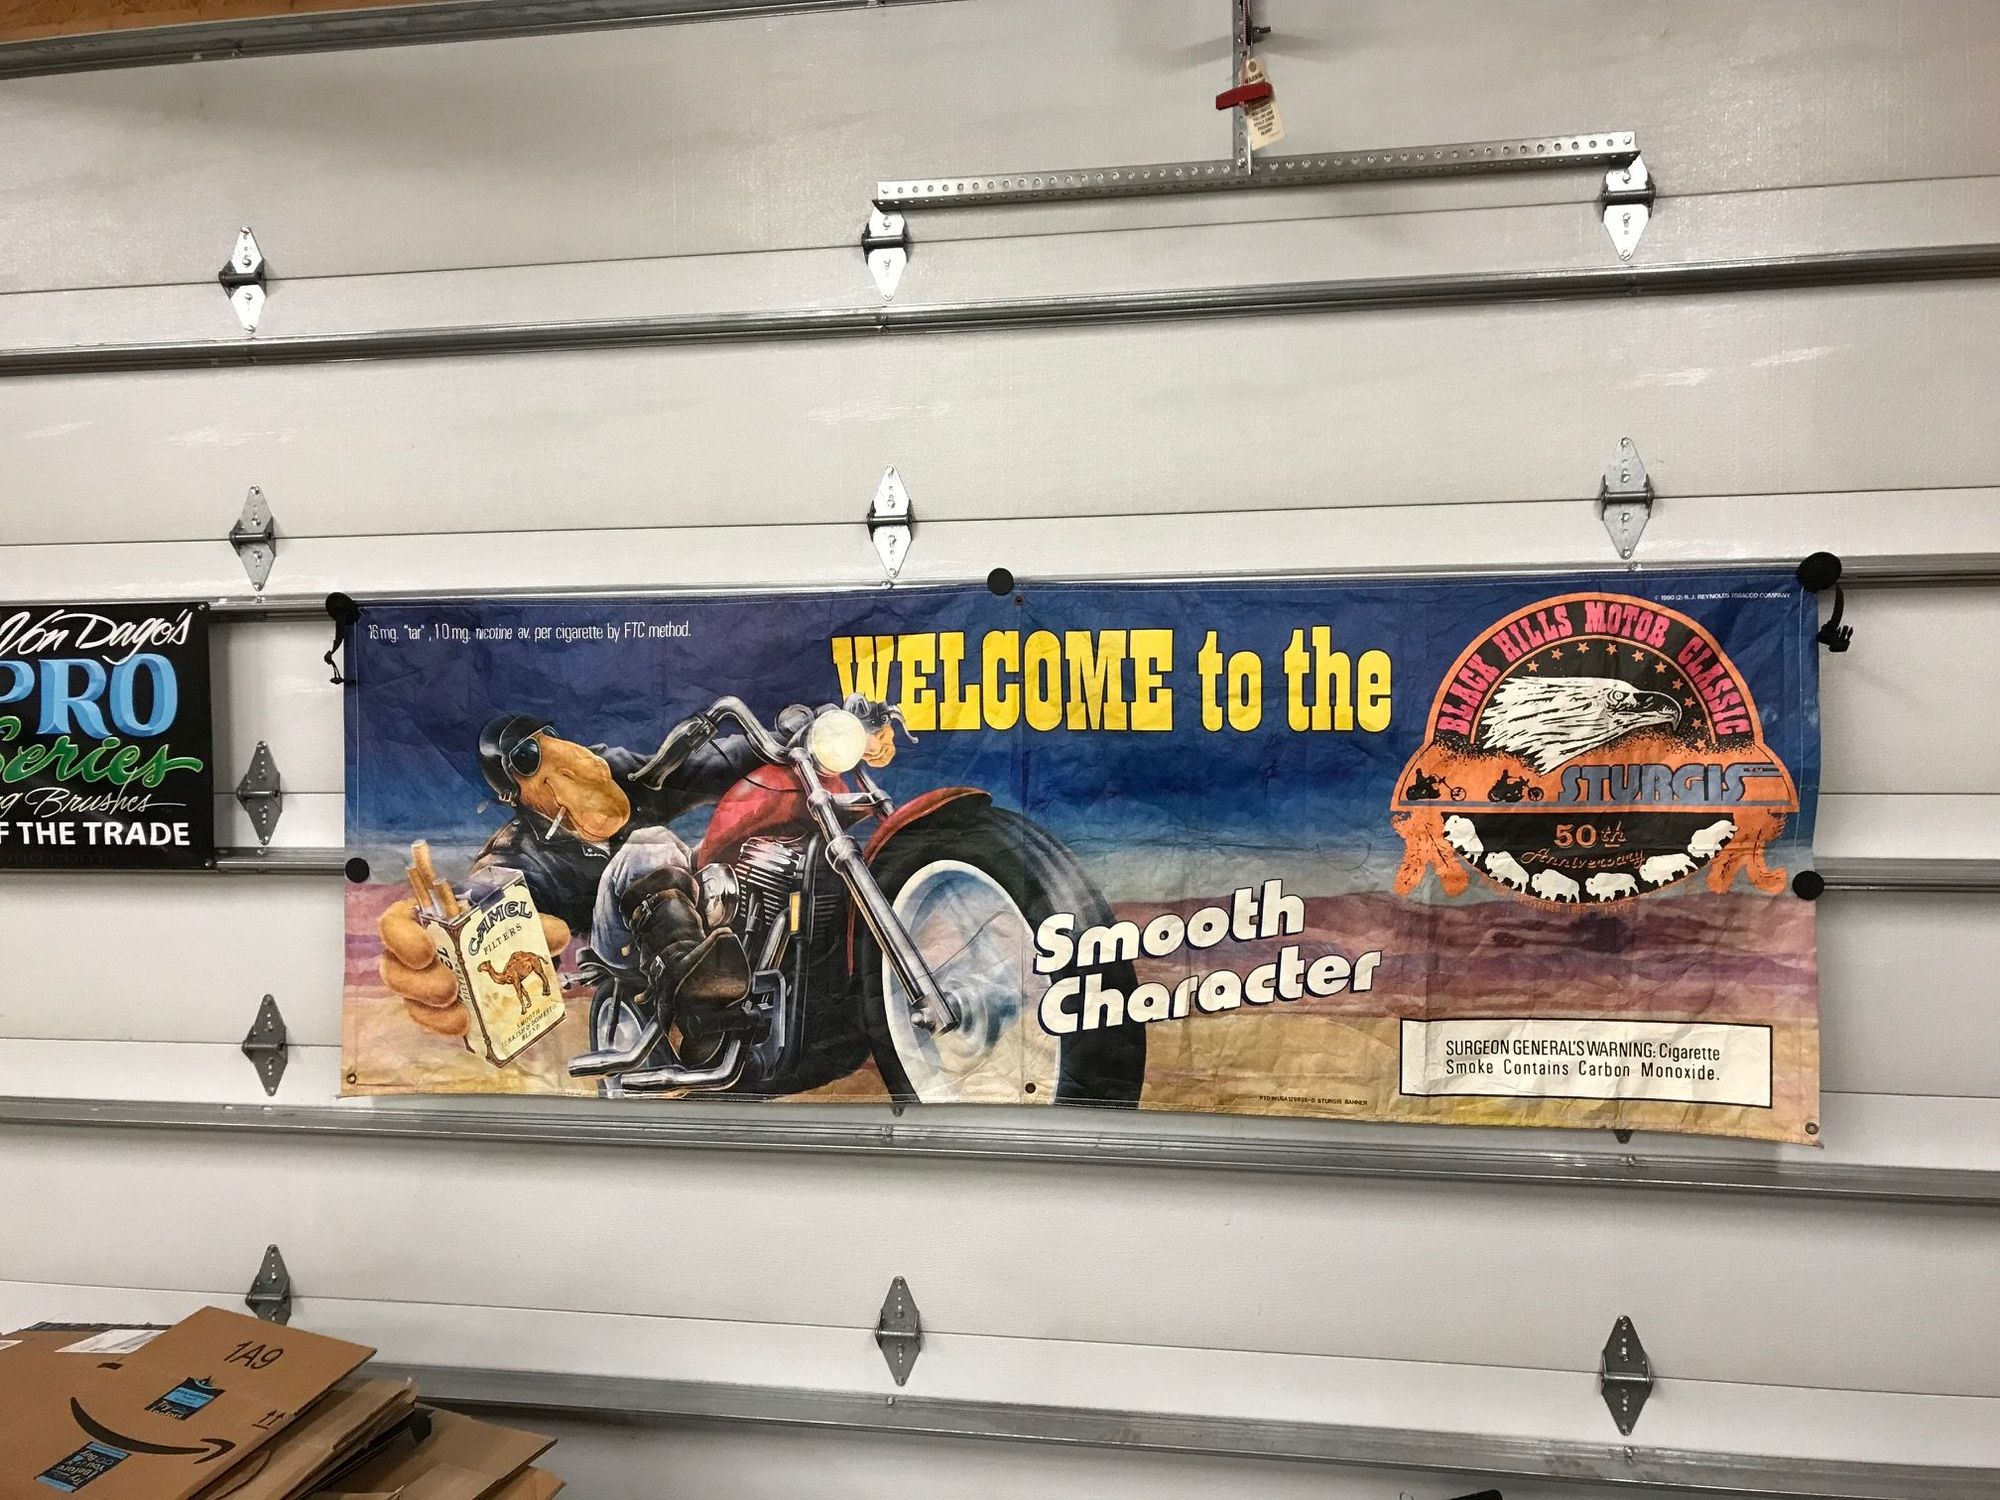 Von Dago's
PRO
Series
Brushes
F THE TRADE
16 mg. "tar", 1.0 mg. nicotine av. per cigarette by FTC method.
WELCOME to the
© 1990 (2) R. J. REYNOLDS TOBACCO COMPANY
BLACK HILLS MOTOR CLASSIC
STURGIS
50th
Anniversary
CAMEL
FILTERS
Smooth
Character
SURGEON GENERAL'S WARNING: Cigarette
Smoke Contains Carbon Monoxide.
STURGIS BANNER
1A9